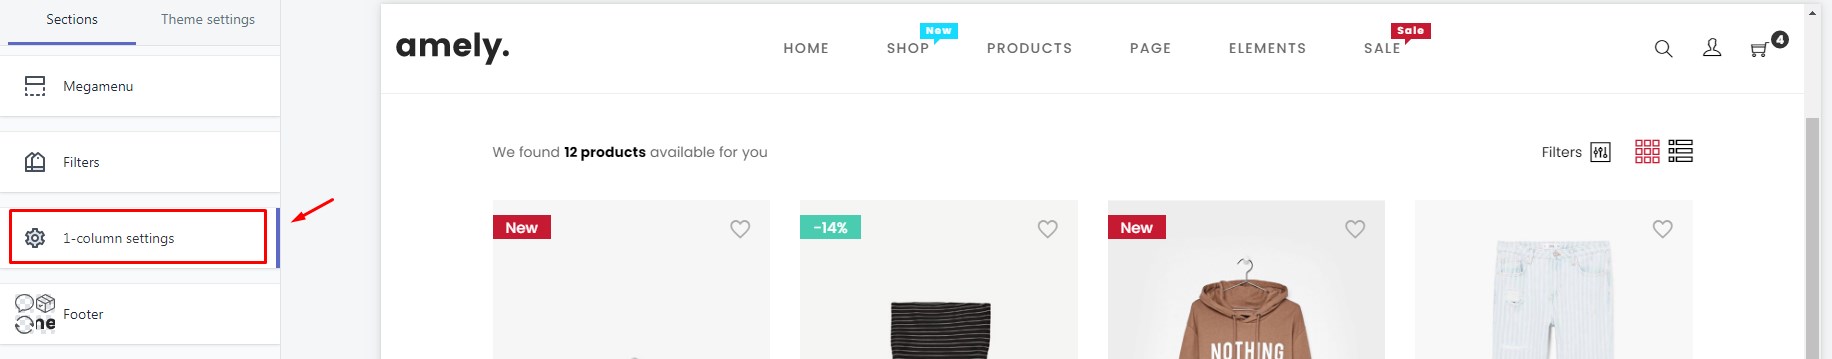 Sections
Theme settings
Megamenu
Filters
1-column settings
Footer
amely.
HOME
SHOP
New
PRODUCTS
PAGE
ELEMENTS
SALE
Sale
4
We found 12 products available for you
Filters
New
-14%
New
NOTHING